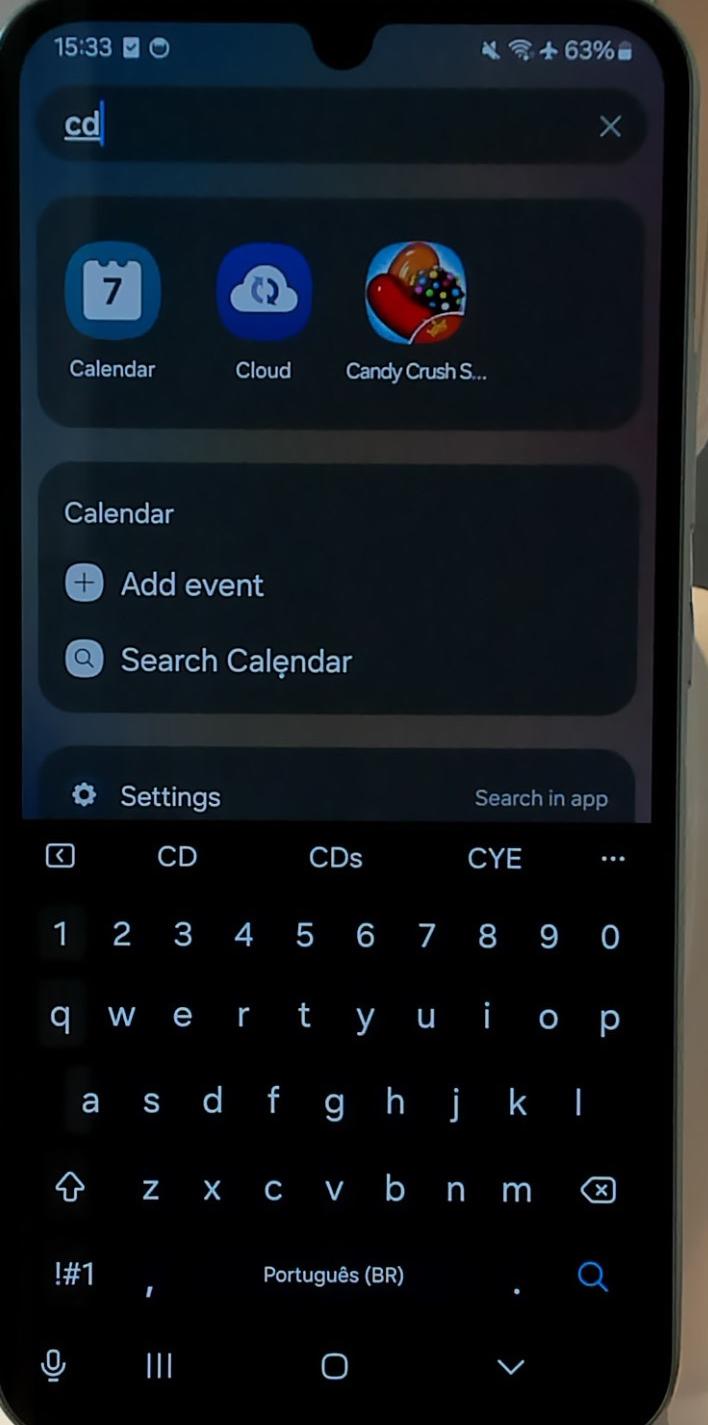 15:33 63%
cd
7
Calendar Cloud Candy Crush S...
Calendar
Add event
Search Calẹndar
Settings Search in app
CD CDs CYE ...
1 2 3 4 5 6 7 8 9 0
q w e r t y u i o p
a s d f g h j k l
z x c v b n m
!#1 , Português (BR) .